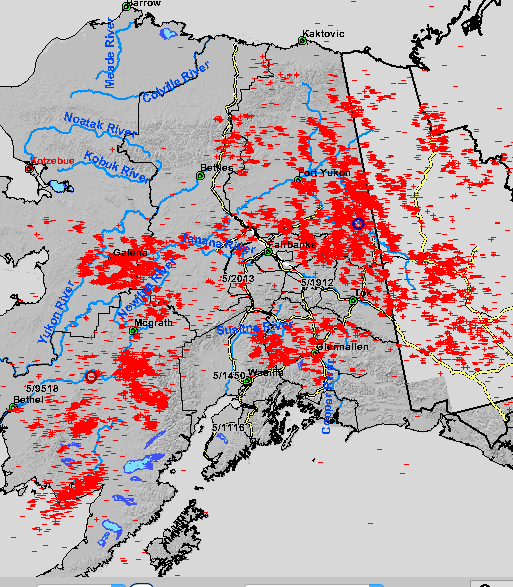 Barrow
Kaktovic
Meade River
Colville River
Noatak River
Kotzebue
Kobuk River
Bettles
Fort Yukon
Tanana River
Fairbanks
Galena
5/2013
5/1912
Tok
Yukon River
Mcgrath
Susitna River
Glennallen
5/1450
Wasilla
5/9518
Bethel
Copper River
5/1116